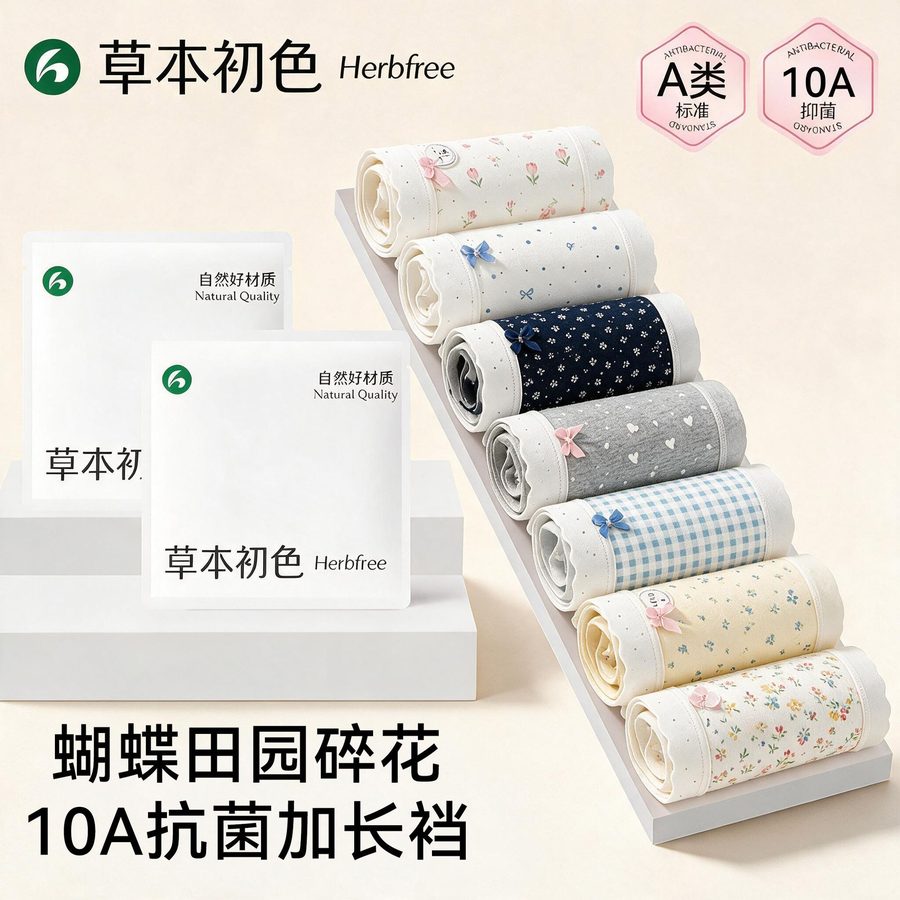 草本初色 Herbfree
ANTIBACTERIAL
A类
标准
STANDARD
ANTIBACTERIAL
10A
抑菌
STANDARD
自然好材质
Natural Quality
草本初
自然好材质
Natural Quality
草本初色 Herbfree
蝴蝶田园碎花
10A抗菌加长裆